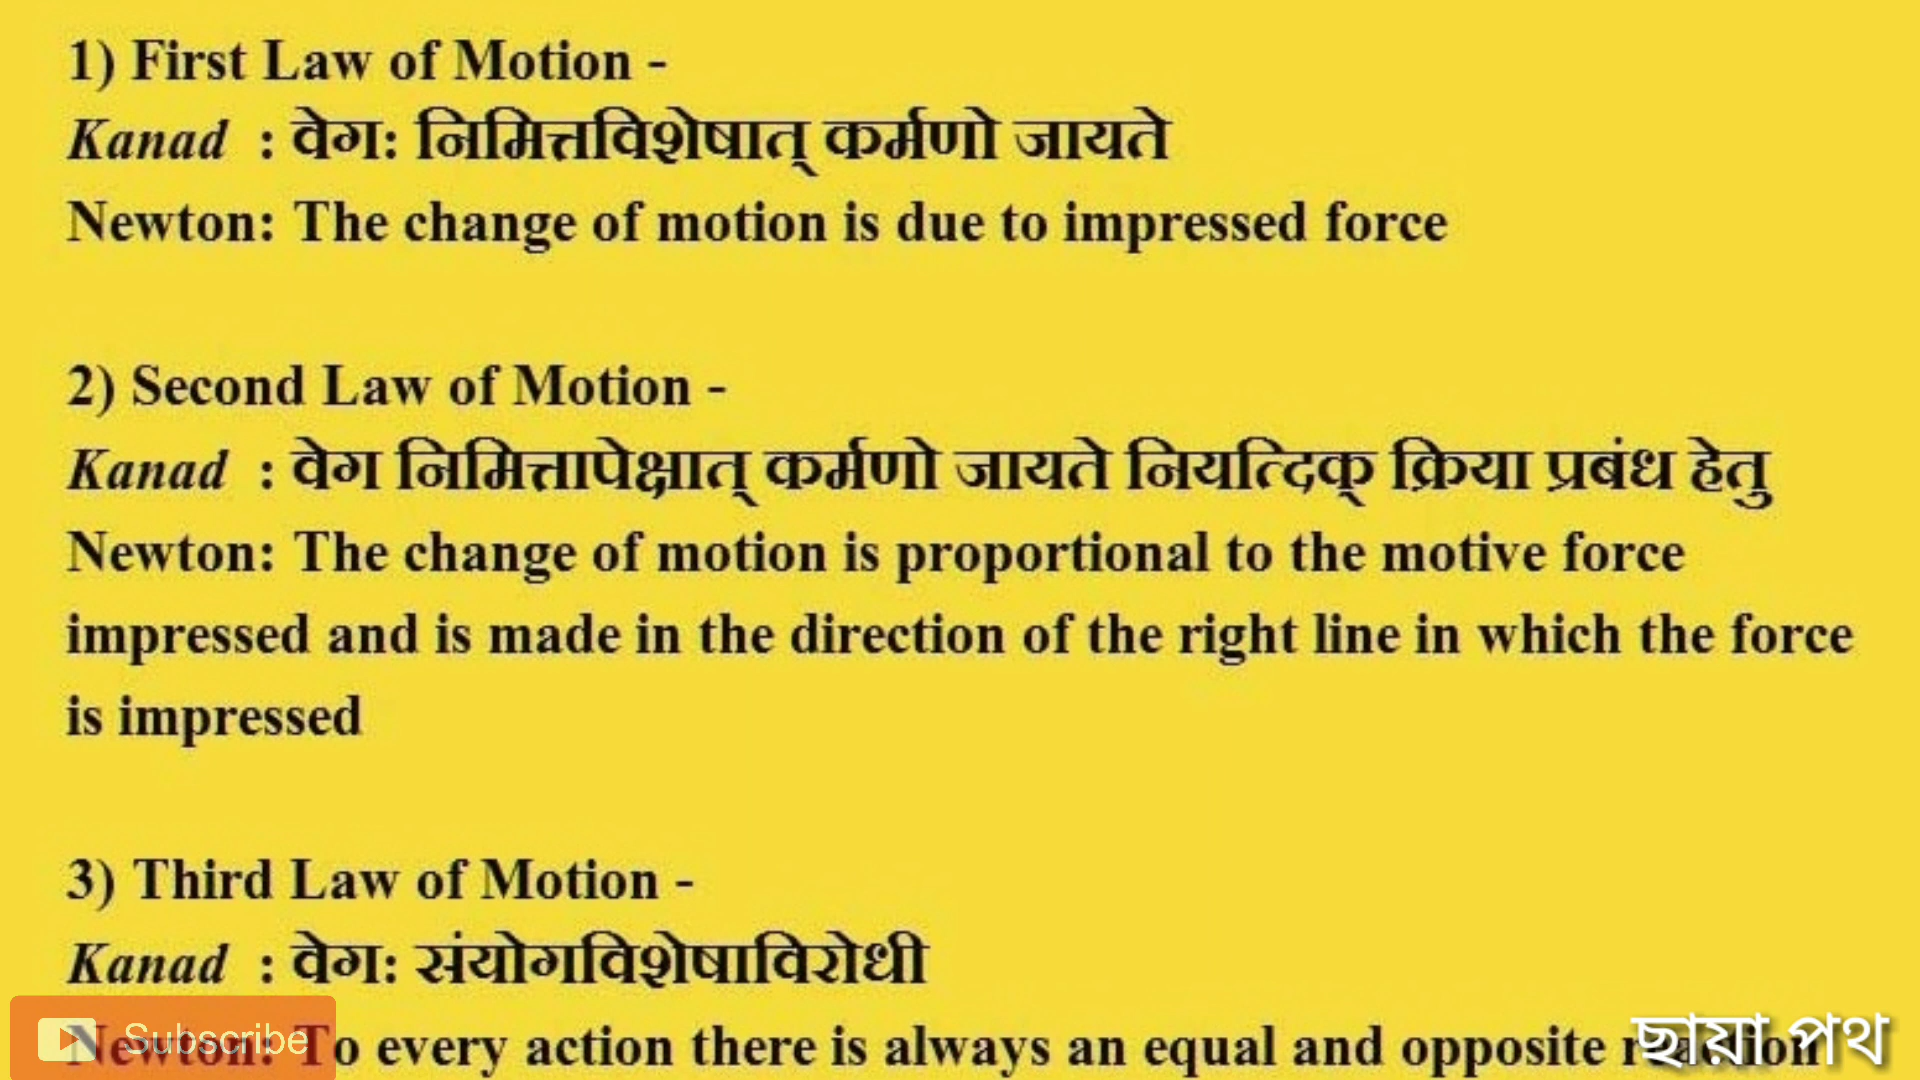 1) First Law of Motion -
Kanad : वेग: निमित्तविशेषात् कर्मणो जायते
Newton: The change of motion is due to impressed force
2) Second Law of Motion -
Kanad : वेग निमित्तापेक्षात् कर्मणो जायते नियत्दिक् क्रिया प्रबंध हेतु
Newton: The change of motion is proportional to the motive force
impressed and is made in the direction of the right line in which the force
is impressed
3) Third Law of Motion -
Kanad : वेग: संयोगविशेषाविरोधी
Newton: To every action there is always an equal and opposite reaction
Subscribe
ছায়া পথ